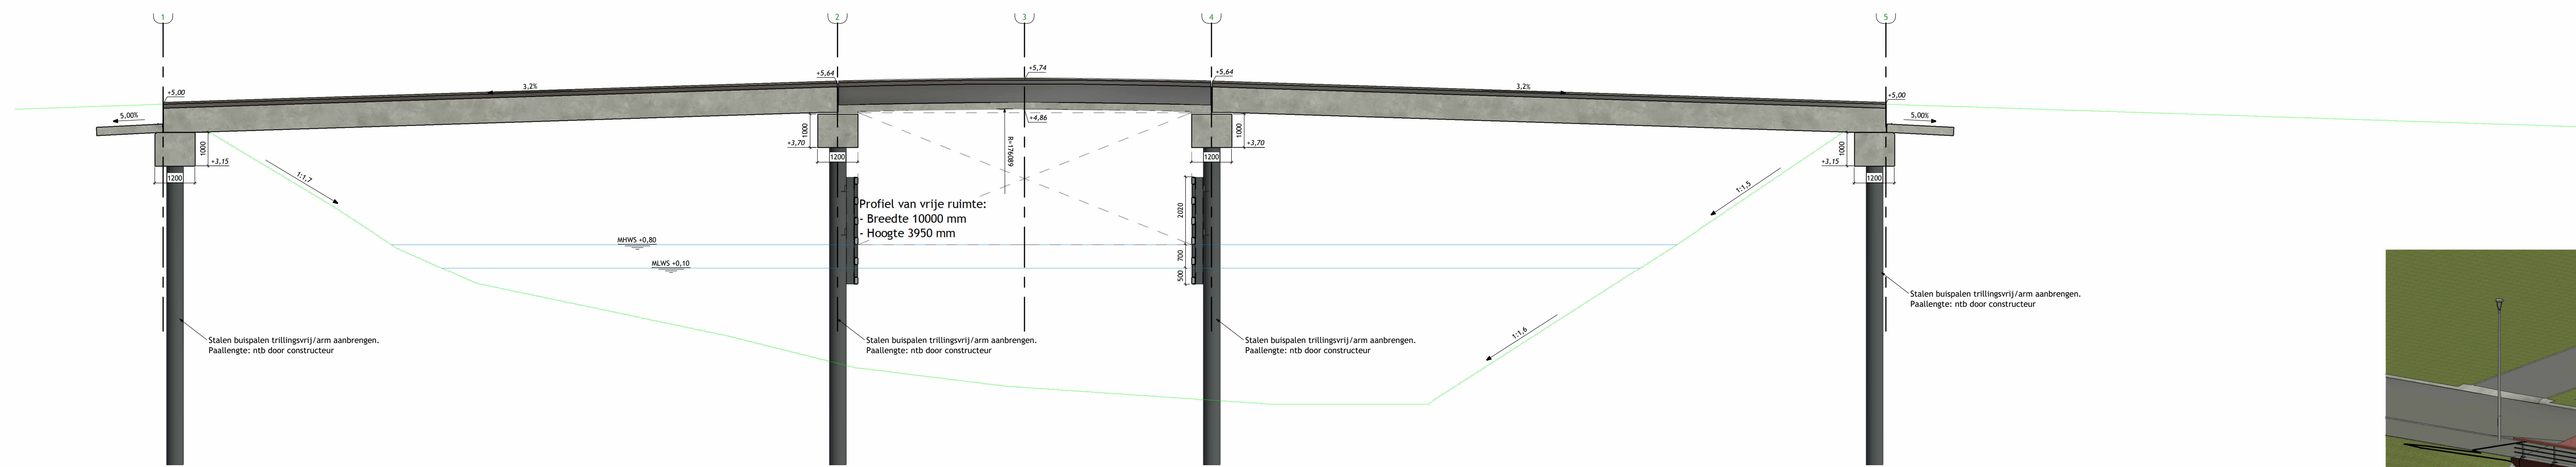 1
2
3
4
5
+5,00
3,2%
+5,64
+5,74
+5,64
3,2%
+5,00
5,00%
5,00%
+4,86
R=176089
1000
+3,15
1200
1000
+3,70
1200
1000
+3,70
1200
1000
+3,15
1200
1:1,7
1:1,5
1:1,6
Profiel van vrije ruimte:
- Breedte 10000 mm
- Hoogte 3950 mm
2020
700
500
MHWS +0,80
MLWS +0,10
Stalen buispalen trillingsvrij/arm aanbrengen.
Paallengte: ntb door constructeur
Stalen buispalen trillingsvrij/arm aanbrengen.
Paallengte: ntb door constructeur
Stalen buispalen trillingsvrij/arm aanbrengen.
Paallengte: ntb door constructeur
Stalen buispalen trillingsvrij/arm aanbrengen.
Paallengte: ntb door constructeur